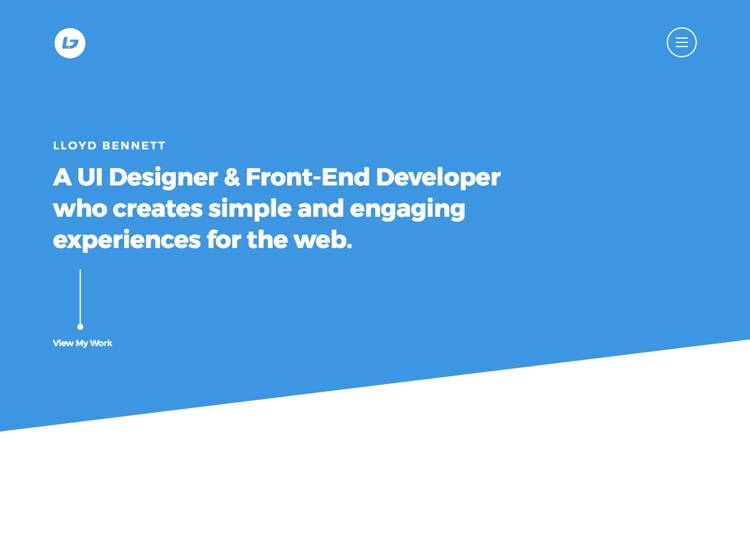 LLOYD BENNETT
A UI Designer & Front-End Developer
who creates simple and engaging
experiences for the web.
View My Work